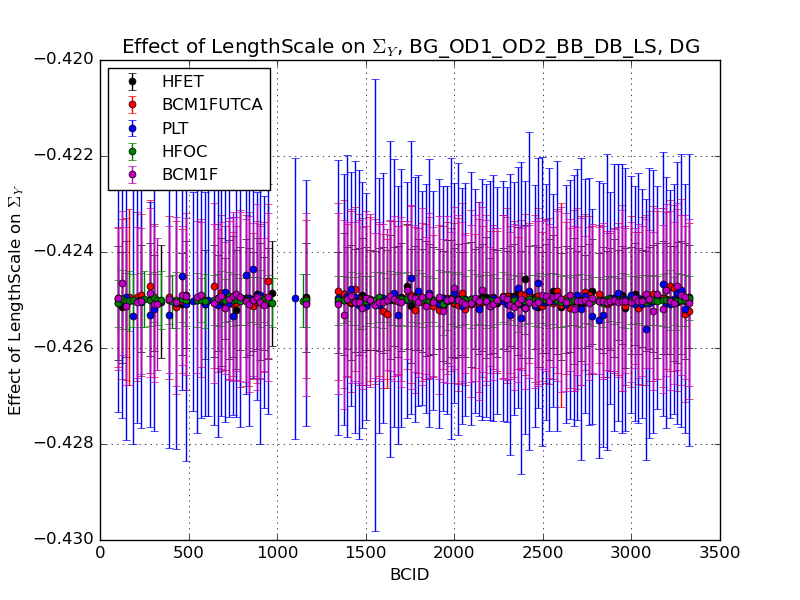 Effect of LengthScale on Σ_Y, BG_OD1_OD2_BB_DB_LS, DG
−0.420
HFET
BCM1FUTCA
PLT
HFOC
BCM1F
−0.422
−0.424
−0.426
−0.428
−0.430
Effect of LengthScale on Σ_Y
0 500 1000 1500 2000 2500 3000 3500
BCID